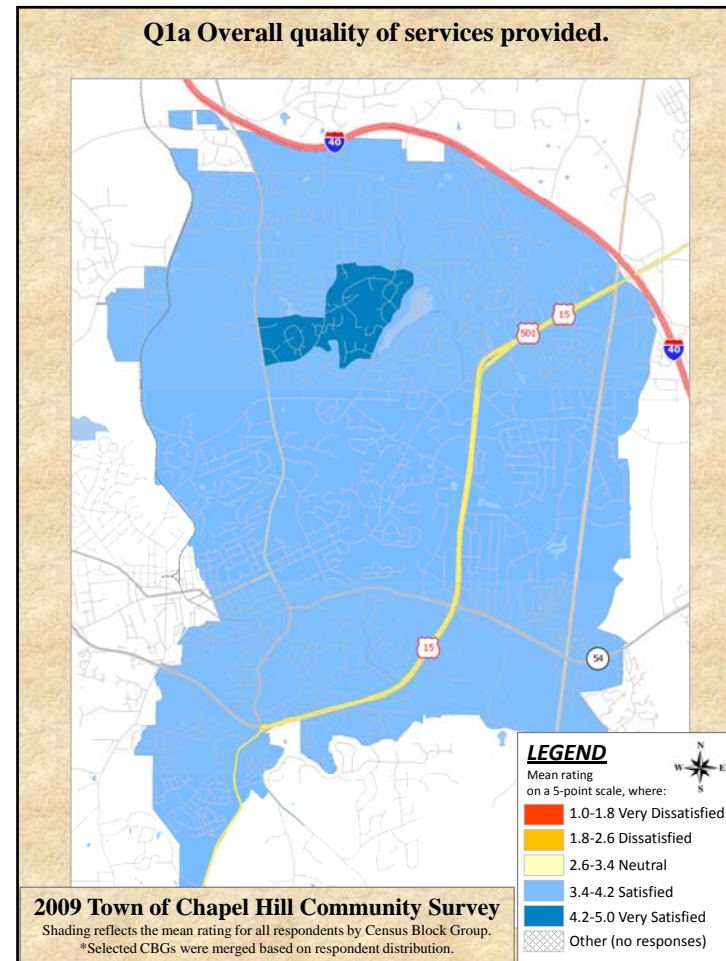 Q1a Overall quality of services provided.
40
15
501
40
15
54
LEGEND
Mean rating
on a 5-point scale, where:
N
W E
S
1.0-1.8 Very Dissatisfied
1.8-2.6 Dissatisfied
2.6-3.4 Neutral
3.4-4.2 Satisfied
4.2-5.0 Very Satisfied
Other (no responses)
2009 Town of Chapel Hill Community Survey
Shading reflects the mean rating for all respondents by Census Block Group.
*Selected CBGs were merged based on respondent distribution.